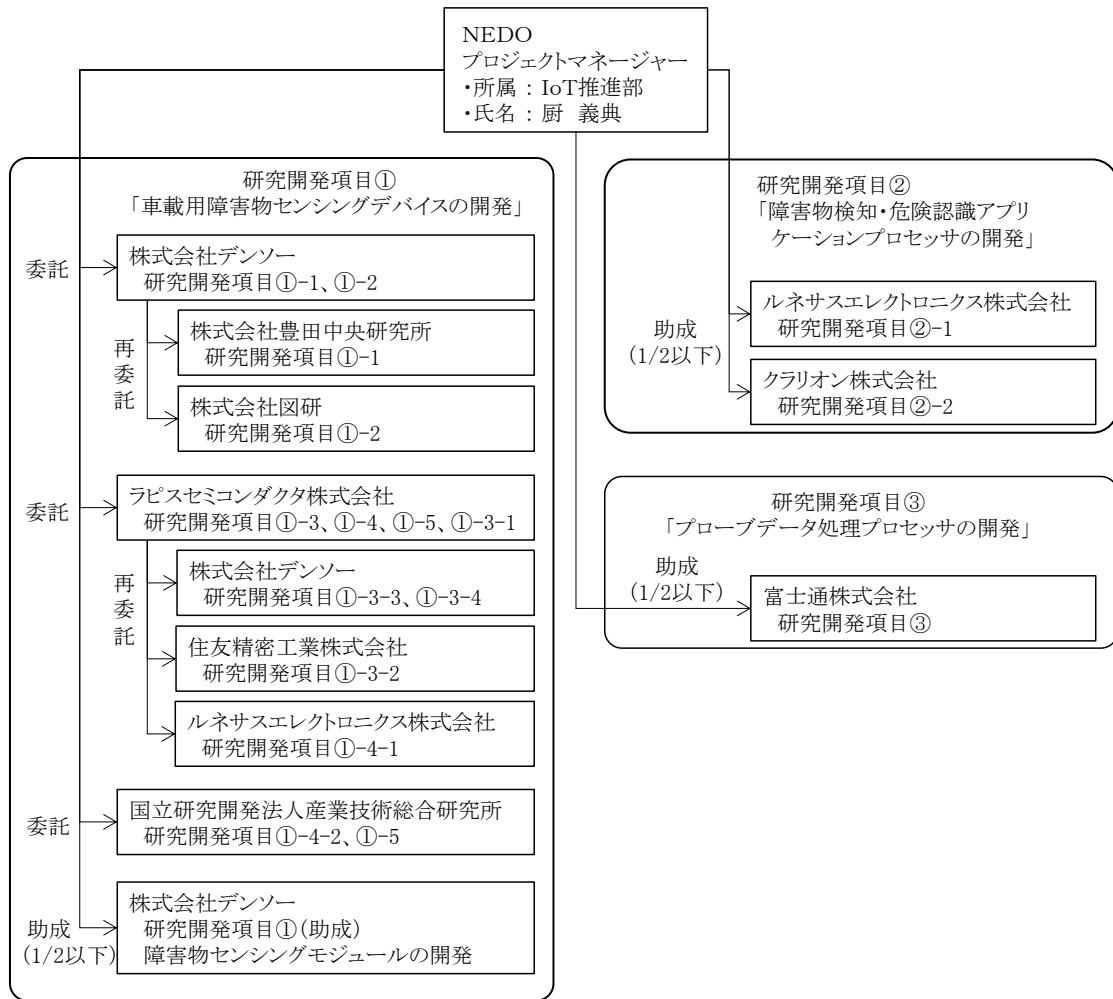 NEDO
プロジェクトマネージャー
・所属 : IoT推進部
・氏名 : 厨 義典
研究開発項目①
「車載用障害物センシングデバイスの開発」
委託
株式会社デンソー
研究開発項目①-1、①-2
再委託
株式会社豊田中央研究所
研究開発項目①-1
株式会社図研
研究開発項目①-2
委託
ラピスセミコンダクタ株式会社
研究開発項目①-3、①-4、①-5、①-3-1
再委託
株式会社デンソー
研究開発項目①-3-3、①-3-4
住友精密工業株式会社
研究開発項目①-3-2
ルネサスエレクトロニクス株式会社
研究開発項目①-4-1
委託
国立研究開発法人産業技術総合研究所
研究開発項目①-4-2、①-5
助成
(1/2以下)
株式会社デンソー
研究開発項目①(助成)
障害物センシングモジュールの開発
研究開発項目②
「障害物検知・危険認識アプリ
ケーションプロセッサの開発」
助成
(1/2以下)
ルネサスエレクトロニクス株式会社
研究開発項目②-1
クラリオン株式会社
研究開発項目②-2
研究開発項目③
「プローブデータ処理プロセッサの開発」
助成
(1/2以下)
富士通株式会社
研究開発項目③